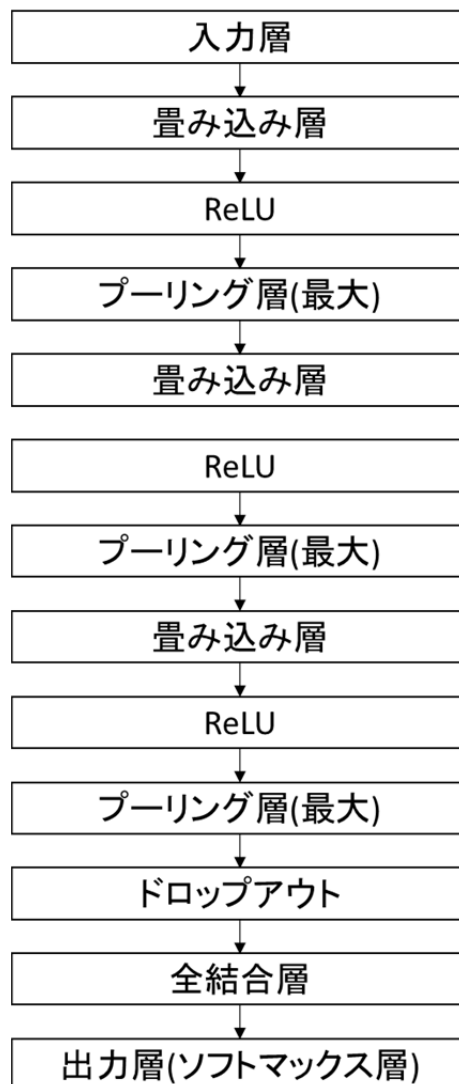 入力層
畳み込み層
ReLU
プーリング層(最大)
畳み込み層
ReLU
プーリング層(最大)
畳み込み層
ReLU
プーリング層(最大)
ドロップアウト
全結合層
出力層(ソフトマックス層)